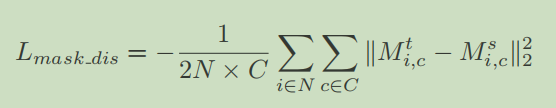 L_{mask\_dis} = -\frac{1}{2N \times C} \sum_{i \in N} \sum_{c \in C} \| M_{i,c}^{t} - M_{i,c}^{s} \|_2^2